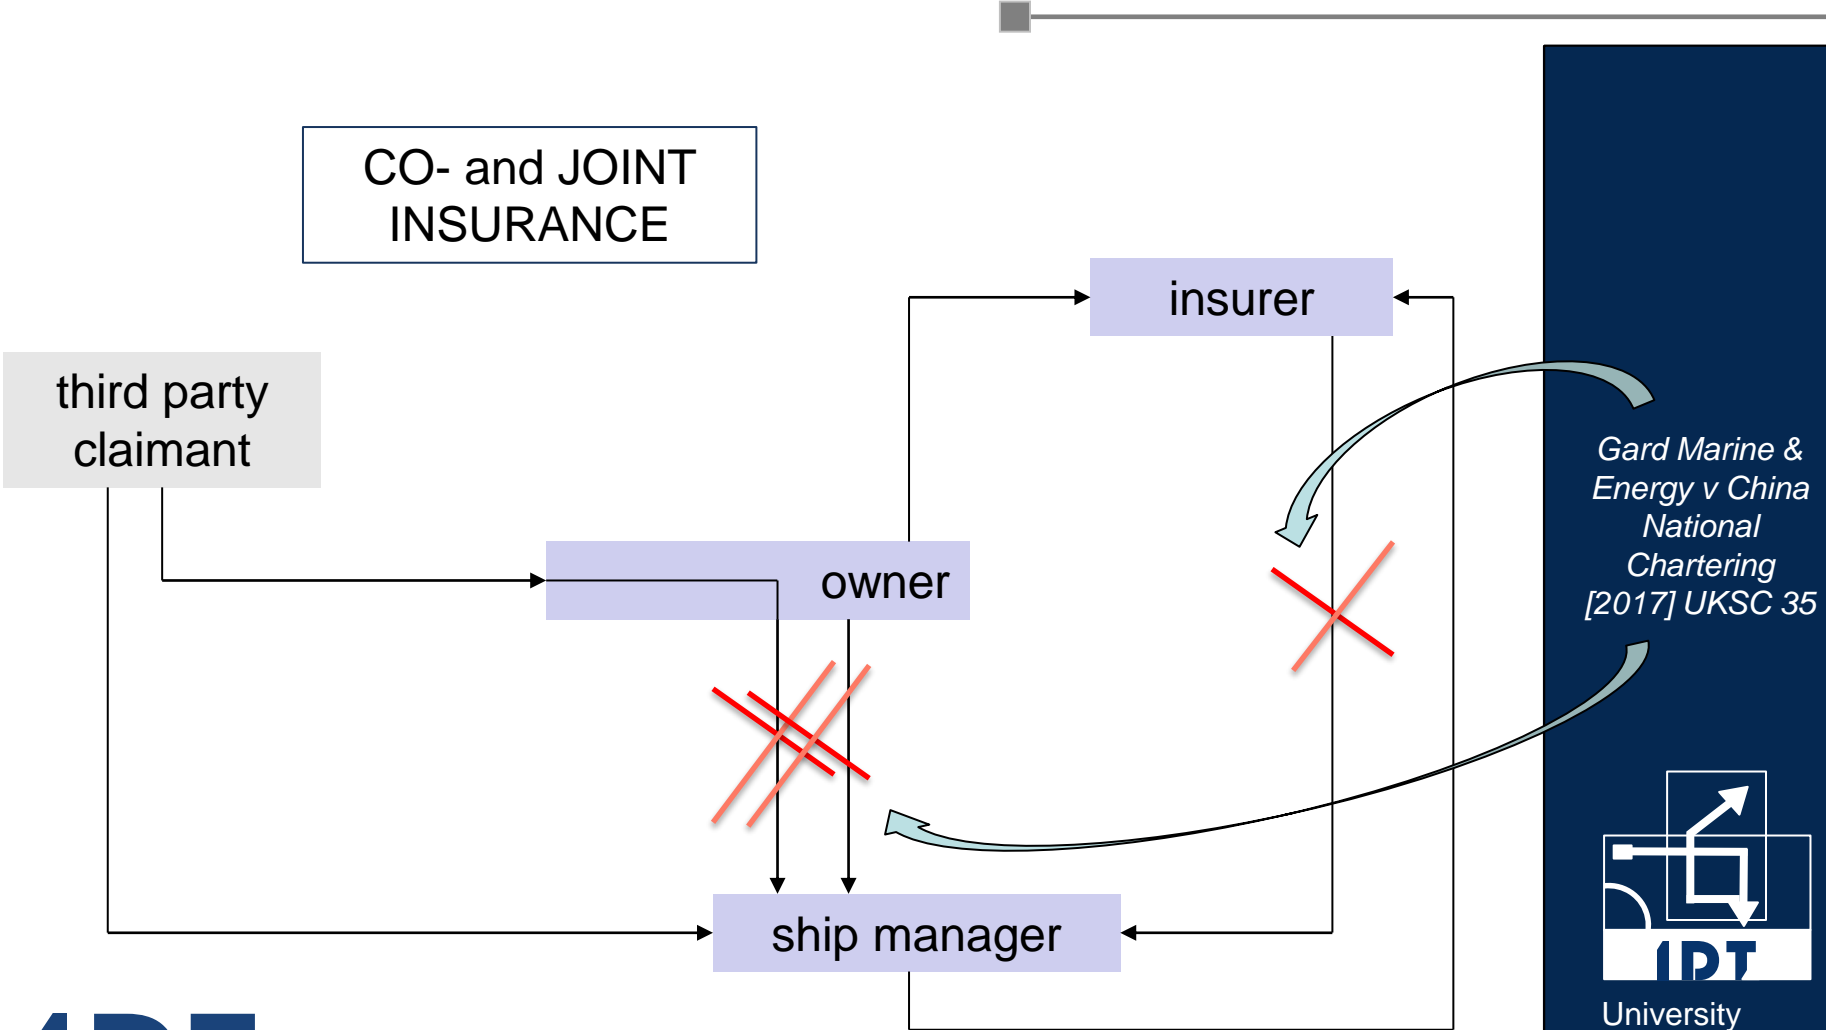 CO- and JOINT
INSURANCE
insurer
third party
claimant
Gard Marine &
Energy v China
National
Chartering
[2017] UKSC 35
owner
ship manager
University